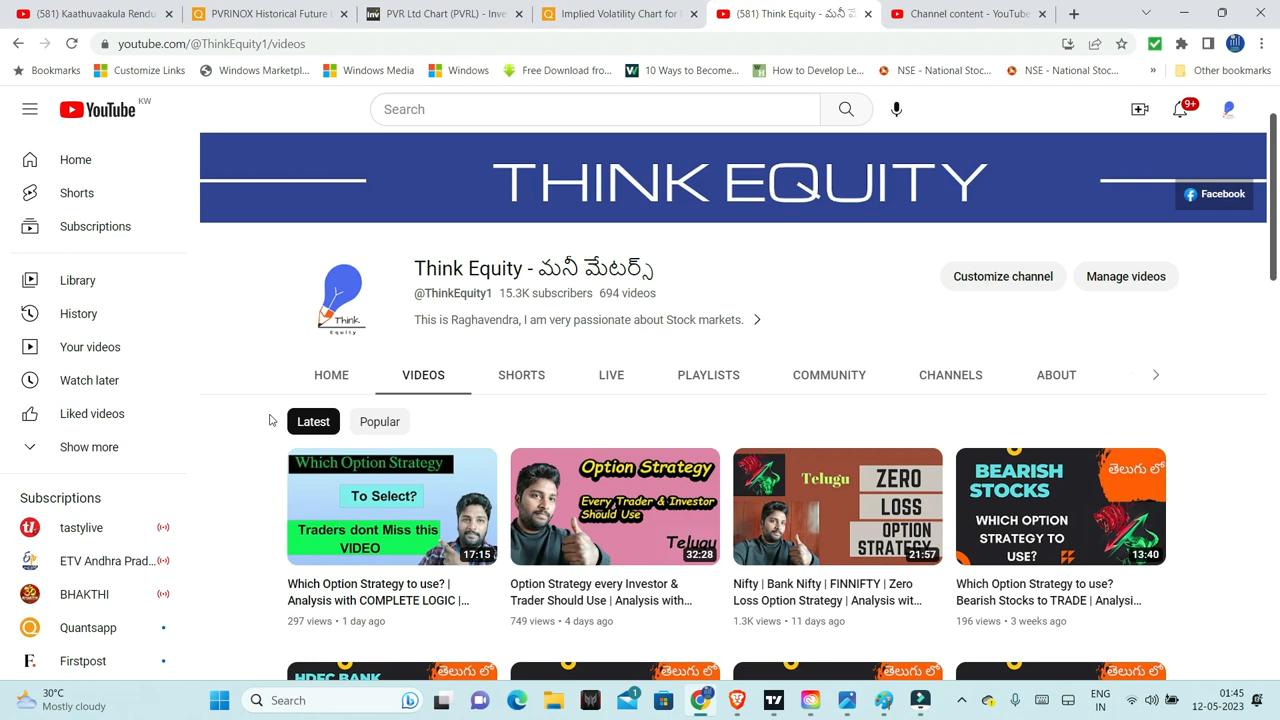 (581) Kaathuvaakula Rendu
PVRINOX Historical Future
PVR Ltd Chart (PVRL) - Inve
Implied Volatility Chart for
(581) Think Equity - మనీ మే
Channel content - YouTube
youtube.com/@ThinkEquity1/videos
Bookmarks
Customize Links
Windows Marketpl...
Windows Media
Windows
Free Download fro...
10 Ways to Become...
How to Develop Le...
NSE - National Stoc...
NSE - National Stoc...
Other bookmarks
YouTube KW
Search
9+
Home
Shorts
Subscriptions
Library
History
Your videos
Watch later
Liked videos
Show more
Subscriptions
tastylive
ETV Andhra Prad...
BHAKTHI
Quantsapp
Firstpost
THINK EQUITY
Facebook
Think.
Equity
Think Equity - మనీ మేటర్స్
@ThinkEquity1 15.3K subscribers 694 videos
This is Raghavendra, I am very passionate about Stock markets.
Customize channel
Manage videos
HOME
VIDEOS
SHORTS
LIVE
PLAYLISTS
COMMUNITY
CHANNELS
ABOUT
Latest
Popular
Which Option Strategy
To Select?
Traders dont Miss this
VIDEO
17:15
Which Option Strategy to use? |
Analysis with COMPLETE LOGIC |...
297 views • 1 day ago
Option Strategy
Every Trader & Investor
Should Use
Telugu
32:28
Option Strategy every Investor &
Trader Should Use | Analysis with...
749 views • 4 days ago
Telugu
ZERO
LOSS
OPTION
STRATEGY
21:57
Nifty | Bank Nifty | FINNIFTY | Zero
Loss Option Strategy | Analysis wit...
1.3K views • 11 days ago
BEARISH
STOCKS
తెలుగు లో
WHICH OPTION
STRATEGY TO
USE?
13:40
Which Option Strategy to use?
Bearish Stocks to TRADE | Analysi...
196 views • 3 weeks ago
HDFC BANK
తెలుగు లో
తెలుగు లో
తెలుగు లో
తెలుగు లో
30°C
Mostly cloudy
Search
1
ENG
IN
01:45
12-05-2023